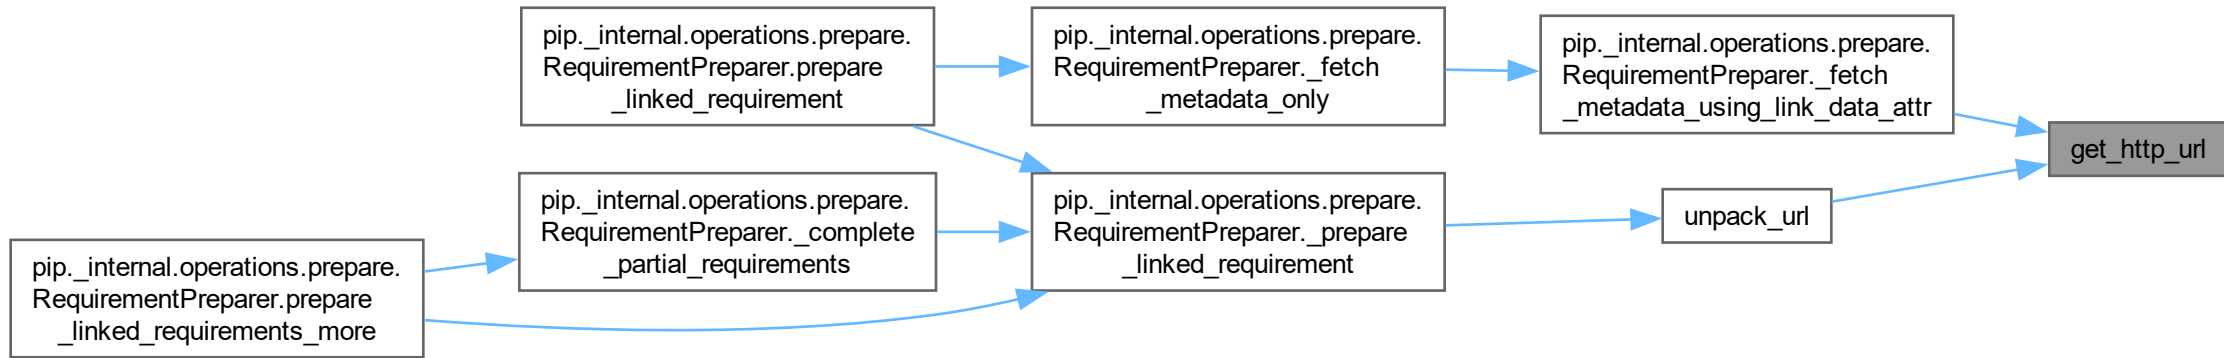 pip._internal.operations.prepare.
RequirementPreparer.prepare
_linked_requirement
pip._internal.operations.prepare.
RequirementPreparer._fetch
_metadata_only
pip._internal.operations.prepare.
RequirementPreparer._fetch
_metadata_using_link_data_attr
get_http_url
pip._internal.operations.prepare.
RequirementPreparer._complete
_partial_requirements
pip._internal.operations.prepare.
RequirementPreparer._prepare
_linked_requirement
unpack_url
pip._internal.operations.prepare.
RequirementPreparer.prepare
_linked_requirements_more